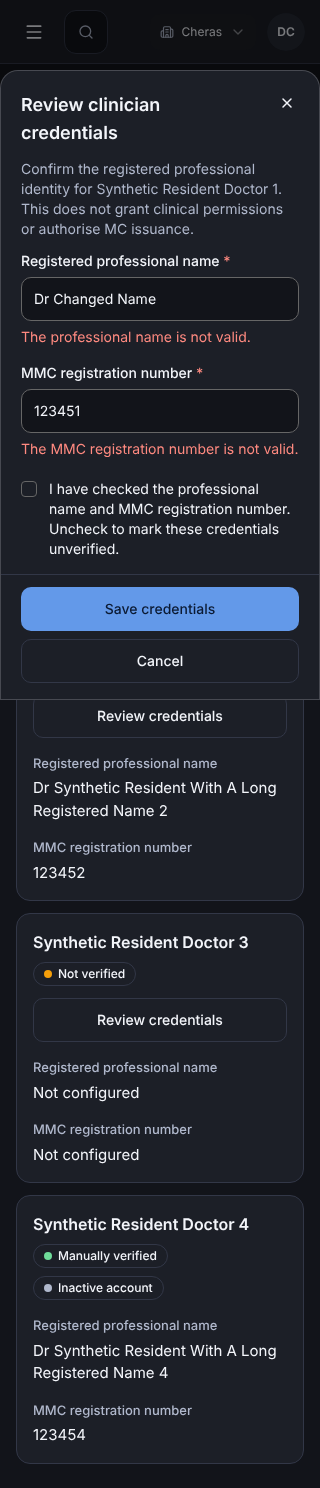 Cheras
DC
Review clinician
credentials
Confirm the registered professional
identity for Synthetic Resident Doctor 1.
This does not grant clinical permissions
or authorise MC issuance.
Registered professional name *
Dr Changed Name
The professional name is not valid.
MMC registration number *
123451
The MMC registration number is not valid.
I have checked the professional
name and MMC registration number.
Uncheck to mark these credentials
unverified.
Save credentials
Cancel
Review credentials
Registered professional name
Dr Synthetic Resident With A Long
Registered Name 2
MMC registration number
123452
Synthetic Resident Doctor 3
Not verified
Review credentials
Registered professional name
Not configured
MMC registration number
Not configured
Synthetic Resident Doctor 4
Manually verified
Inactive account
Registered professional name
Dr Synthetic Resident With A Long
Registered Name 4
MMC registration number
123454